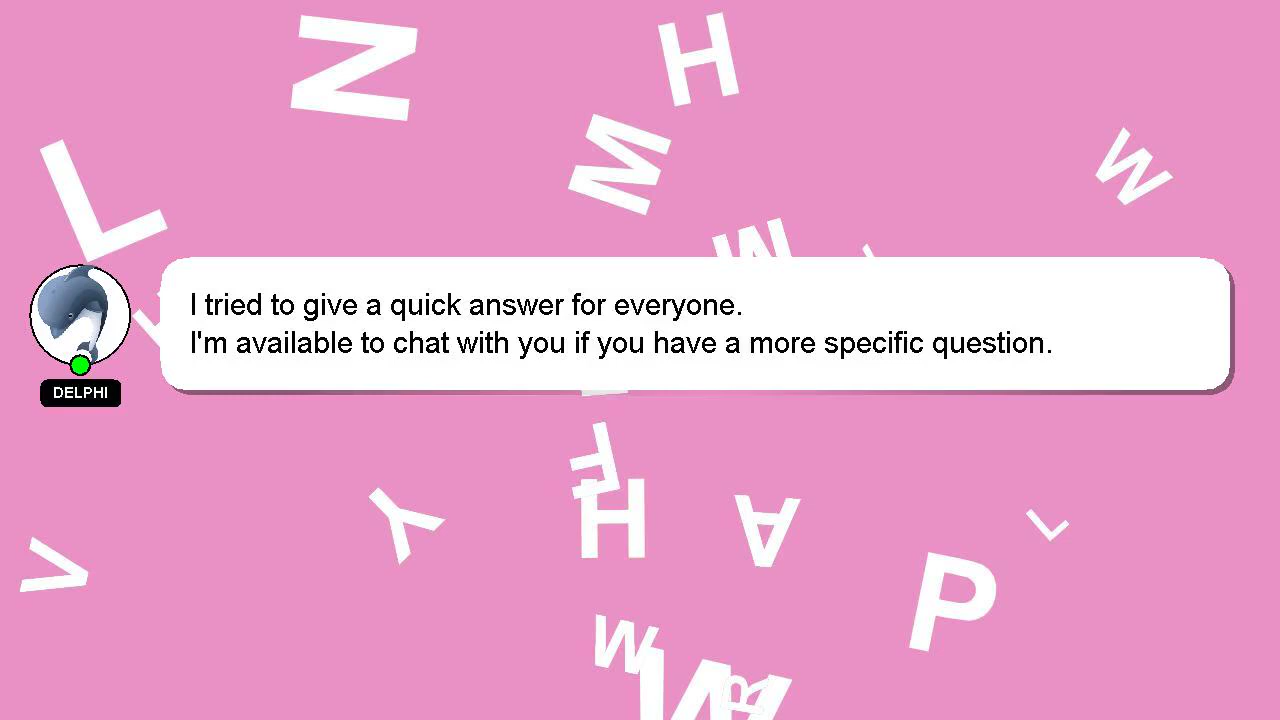 N
H
M
L
W
W
I tried to give a quick answer for everyone.
I'm available to chat with you if you have a more specific question.
DELPHI
F
H
Y
A
L
V
P
W
W
R